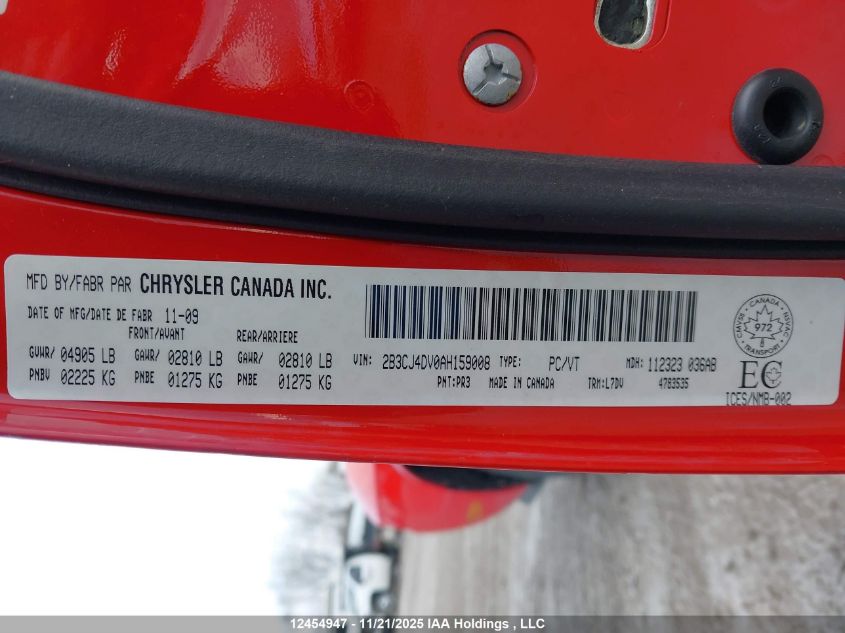 MFD BY/FABR PAR CHRYSLER CANADA INC.
DATE OF MFG/DATE DE FABR 11-09
FRONT/AVANT REAR/ARRIERE
GVWR/ 04905 LB GAWR/ 02810 LB GAWR/ 02810 LB
PNBV 02225 KG PNBE 01275 KG PNBE 01275 KG
VIN: 2B3CJ4DV0AH159008 TYPE: PC/VT MDH: 112323 036AB
PNT:PR3 MADE IN CANADA TRM:L7DV 4783535
CANADA
CMVSS NSVAC
972
8
TRANSPORT
EC
ICES/NMB-002
12454947 - 11/21/2025 IAA Holdings , LLC